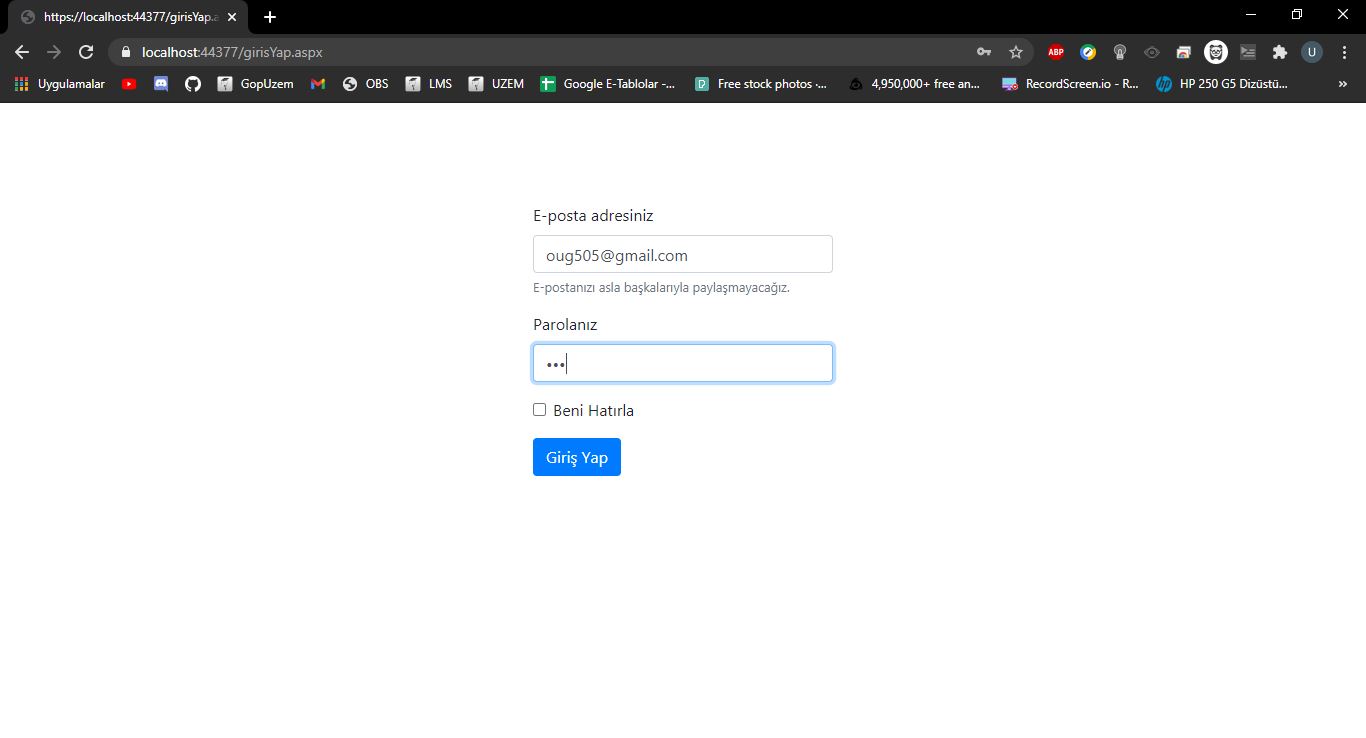 https://localhost:44377/girisYap.a
localhost:44377/girisYap.aspx
ABP
U
Uygulamalar GopUzem OBS LMS UZEM Google E-Tablolar -... Free stock photos ·... 4,950,000+ free an... RecordScreen.io - R... HP 250 G5 Dizüstü... »
E-posta adresiniz
oug505@gmail.com
E-postanızı asla başkalarıyla paylaşmayacağız.
Parolanız
•••
Beni Hatırla
Giriş Yap